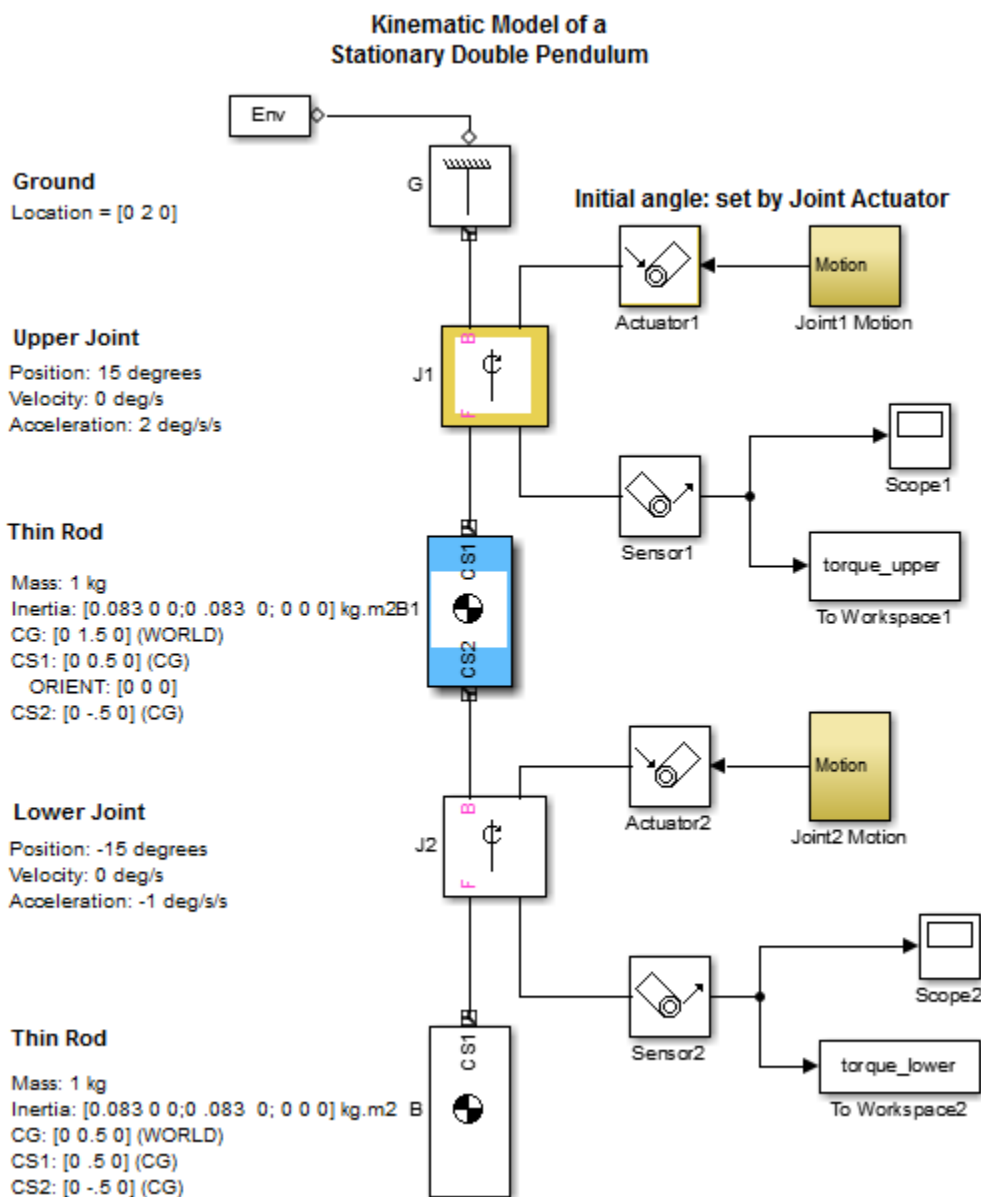 Kinematic Model of a
Stationary Double Pendulum
Env
Ground
Location = [0 2 0]
G
Initial angle: set by Joint Actuator
Motion
Actuator1
Joint1 Motion
Upper Joint
Position: 15 degrees
Velocity: 0 deg/s
Acceleration: 2 deg/s/s
J1
B
F
Scope1
Sensor1
torque_upper
To Workspace1
Thin Rod
Mass: 1 kg
Inertia: [0.083 0 0;0 .083 0; 0 0 0] kg.m2
CG: [0 1.5 0] (WORLD)
CS1: [0 0.5 0] (CG)
ORIENT: [0 0 0]
CS2: [0 -.5 0] (CG)
B1
CS1
CS2
Motion
Actuator2
Joint2 Motion
Lower Joint
Position: -15 degrees
Velocity: 0 deg/s
Acceleration: -1 deg/s/s
J2
B
F
Scope2
Sensor2
torque_lower
To Workspace2
Thin Rod
Mass: 1 kg
Inertia: [0.083 0 0;0 .083 0; 0 0 0] kg.m2
CG: [0 0.5 0] (WORLD)
CS1: [0 .5 0] (CG)
CS2: [0 -.5 0] (CG)
B
CS1